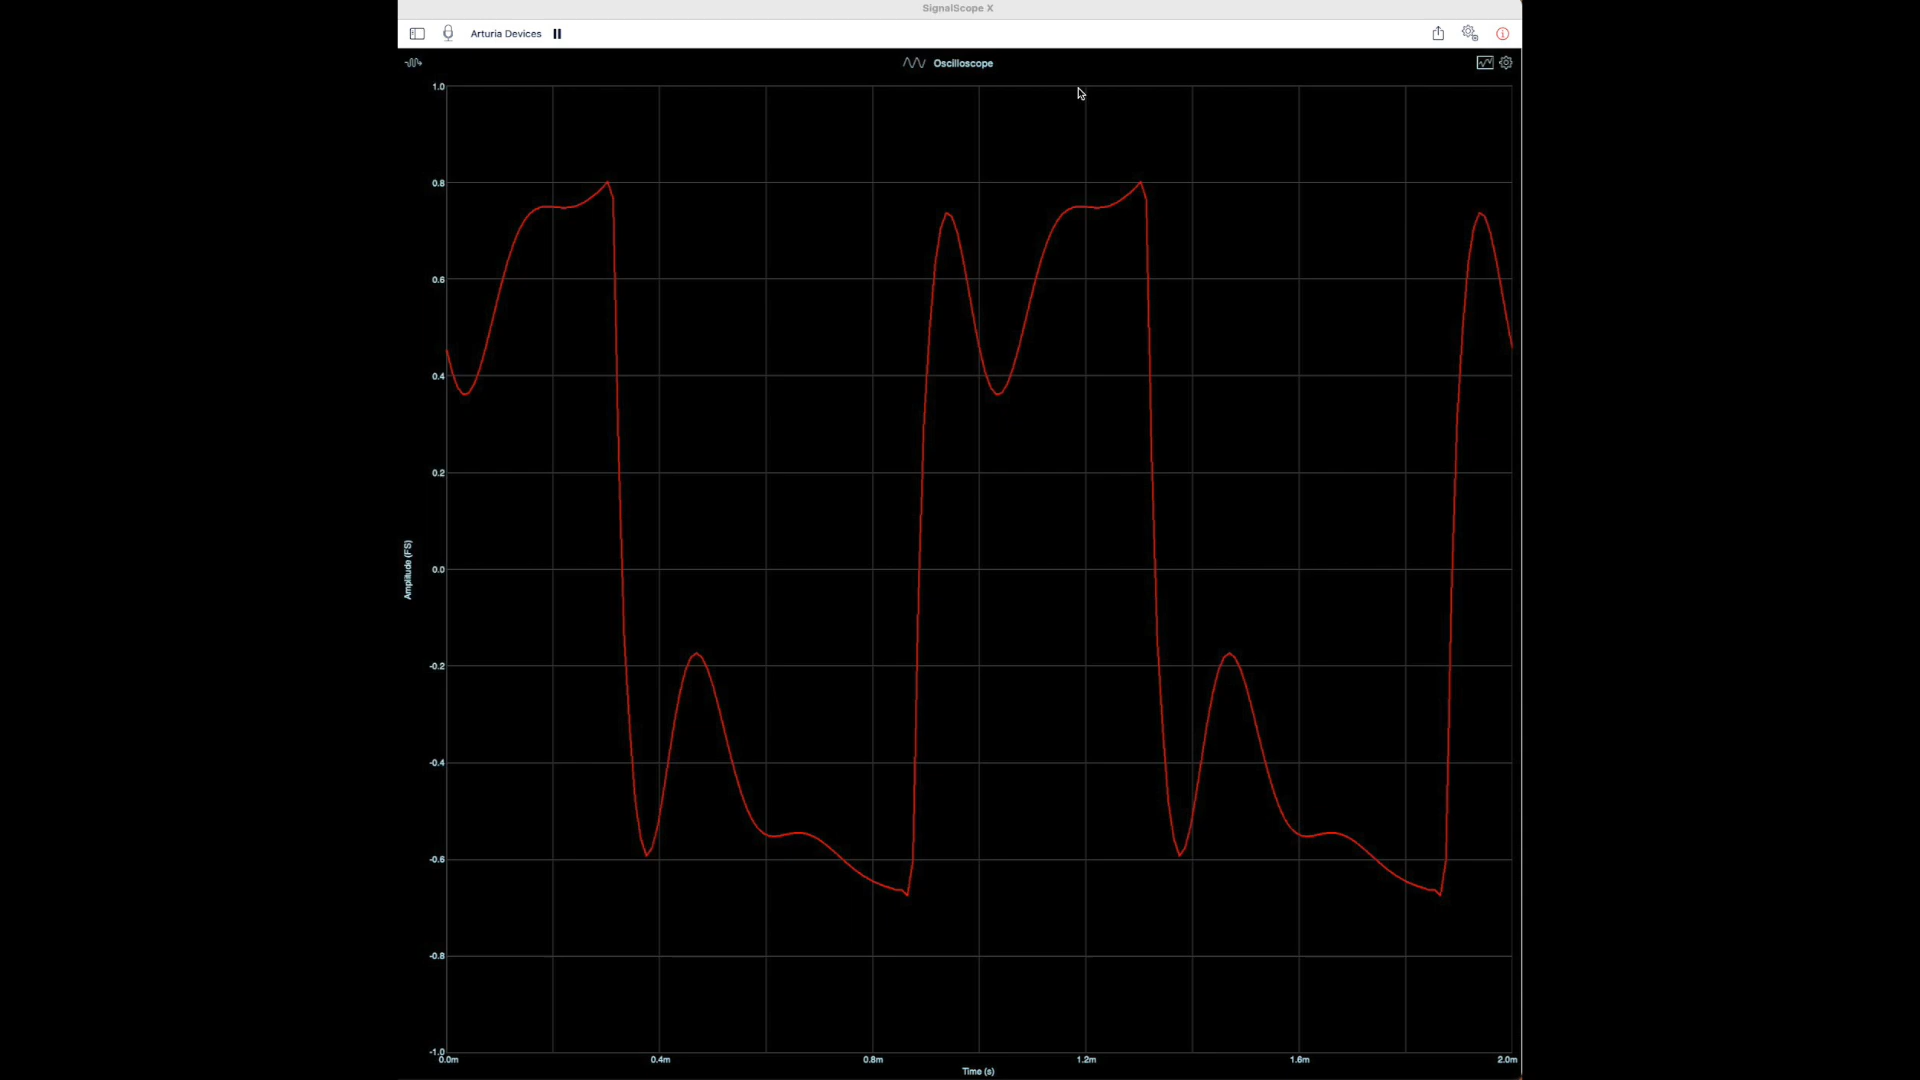 SignalScope X
Arturia Devices
Oscilloscope
1.0
0.8
0.6
0.4
0.2
0.0
-0.2
-0.4
-0.6
-0.8
-1.0
Amplitude (FS)
0.0m 0.4m 0.8m 1.2m 1.6m 2.0m
Time (s)